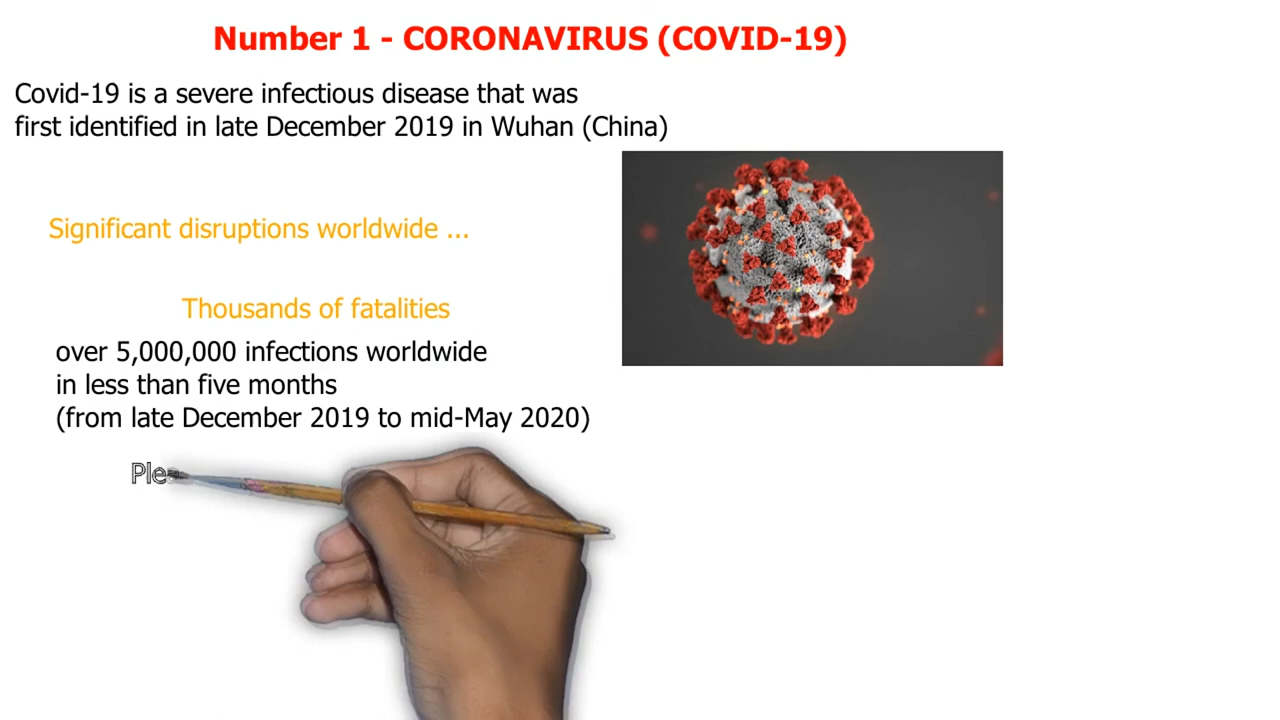 Number 1 - CORONAVIRUS (COVID-19)
Covid-19 is a severe infectious disease that was
first identified in late December 2019 in Wuhan (China)
Significant disruptions worldwide ...
Thousands of fatalities
over 5,000,000 infections worldwide
in less than five months
(from late December 2019 to mid-May 2020)